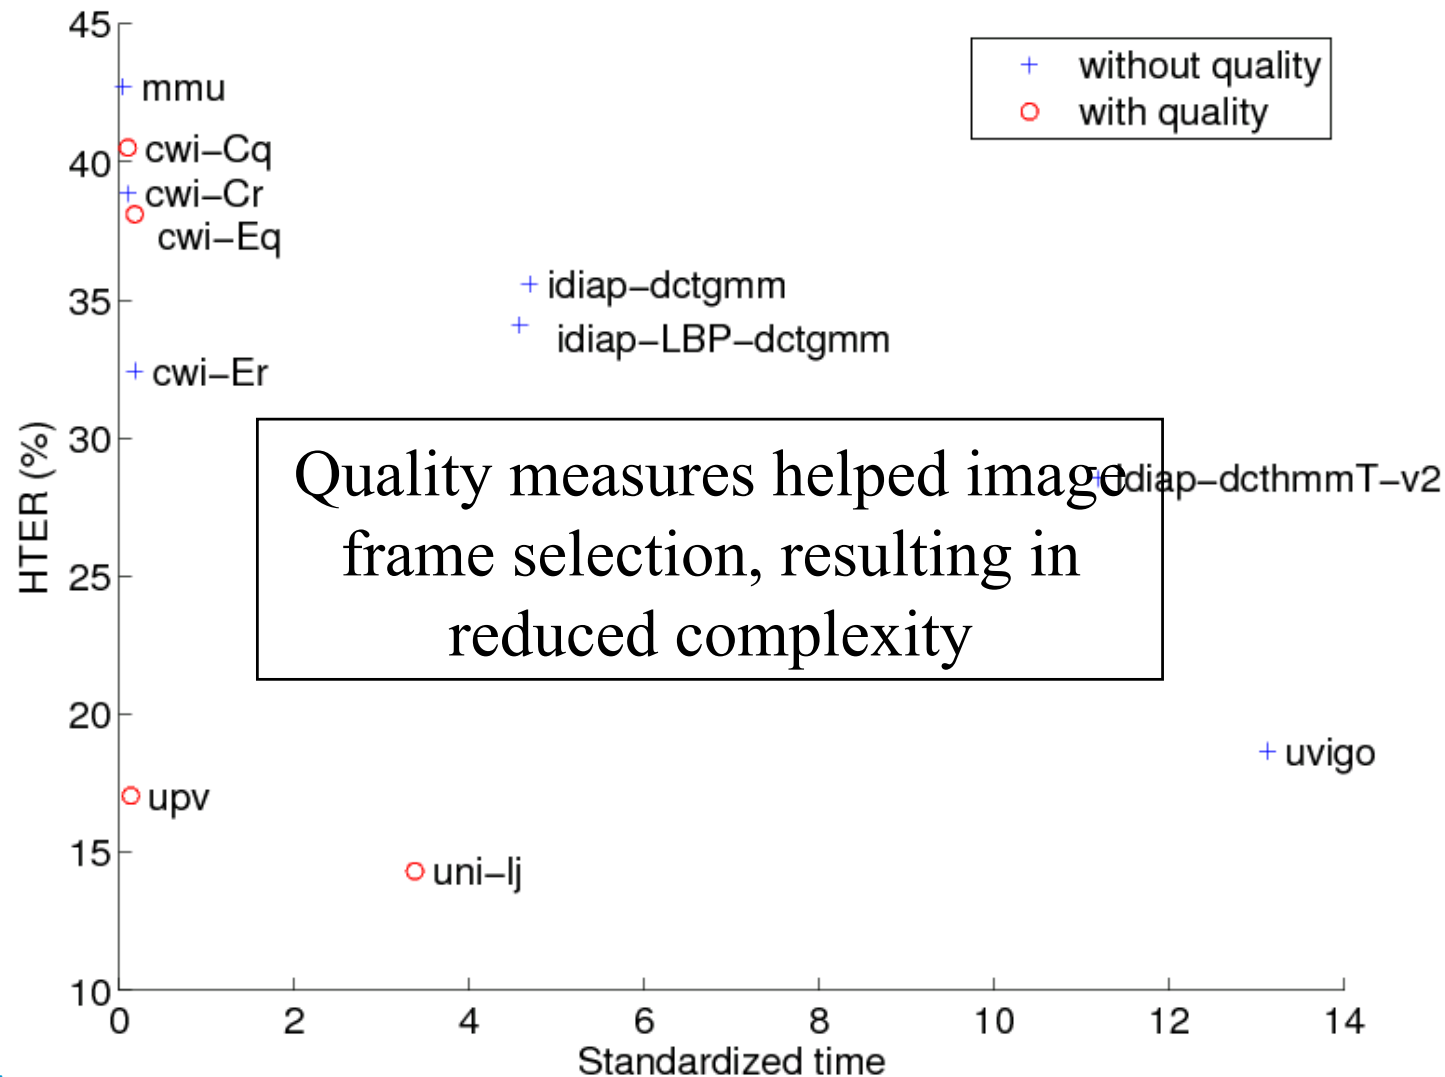 45
mmu
without quality
with quality
cwi−Cq
40
cwi−Cr
cwi−Eq
35
idiap−dctgmm
idiap−LBP−dctgmm
cwi−Er
HTER (%)
30
Quality measures helped image
idiap−dcthmmT−v2
frame selection, resulting in
25
reduced complexity
20
uvigo
upv
15
uni−lj
10
0 2 4 6 8 10 12 14
Standardized time